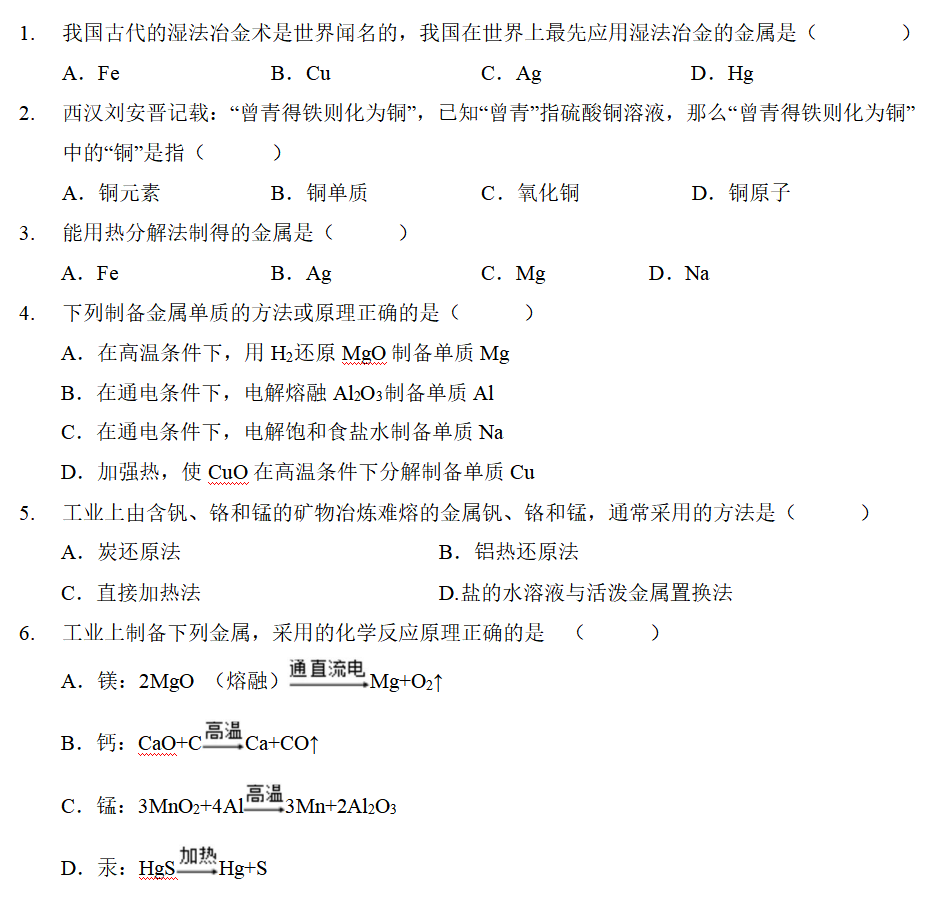 1. 我国古代的湿法冶金术是世界闻名的，我国在世界上最先应用湿法冶金的金属是（　　　　）
A．Fe　　B．Cu　　C．Ag　　D．Hg
2. 西汉刘安晋记载：“曾青得铁则化为铜”，已知“曾青”指硫酸铜溶液，那么“曾青得铁则化为铜”
中的“铜”是指（　　　）
A．铜元素　　B．铜单质　　C．氧化铜　　D．铜原子
3. 能用热分解法制得的金属是（　　　）
A．Fe　　B．Ag　　C．Mg　　D．Na
4. 下列制备金属单质的方法或原理正确的是（　　　）
A．在高温条件下，用 H₂还原 MgO 制备单质 Mg
B．在通电条件下，电解熔融 Al₂O₃制备单质 Al
C．在通电条件下，电解饱和食盐水制备单质 Na
D．加强热，使 CuO 在高温条件下分解制备单质 Cu
5. 工业上由含钒、铬和锰的矿物冶炼难熔的金属钒、铬和锰，通常采用的方法是（　　　）
A．炭还原法　　B．铝热还原法
C．直接加热法　　D.盐的水溶液与活泼金属置换法
6. 工业上制备下列金属，采用的化学反应原理正确的是　（　　　）
A．镁：2MgO （熔融）通直流电→Mg+O₂↑
B．钙：CaO+C高温→Ca+CO↑
C．锰：3MnO₂+4Al高温→3Mn+2Al₂O₃
D．汞：HgS加热→Hg+S